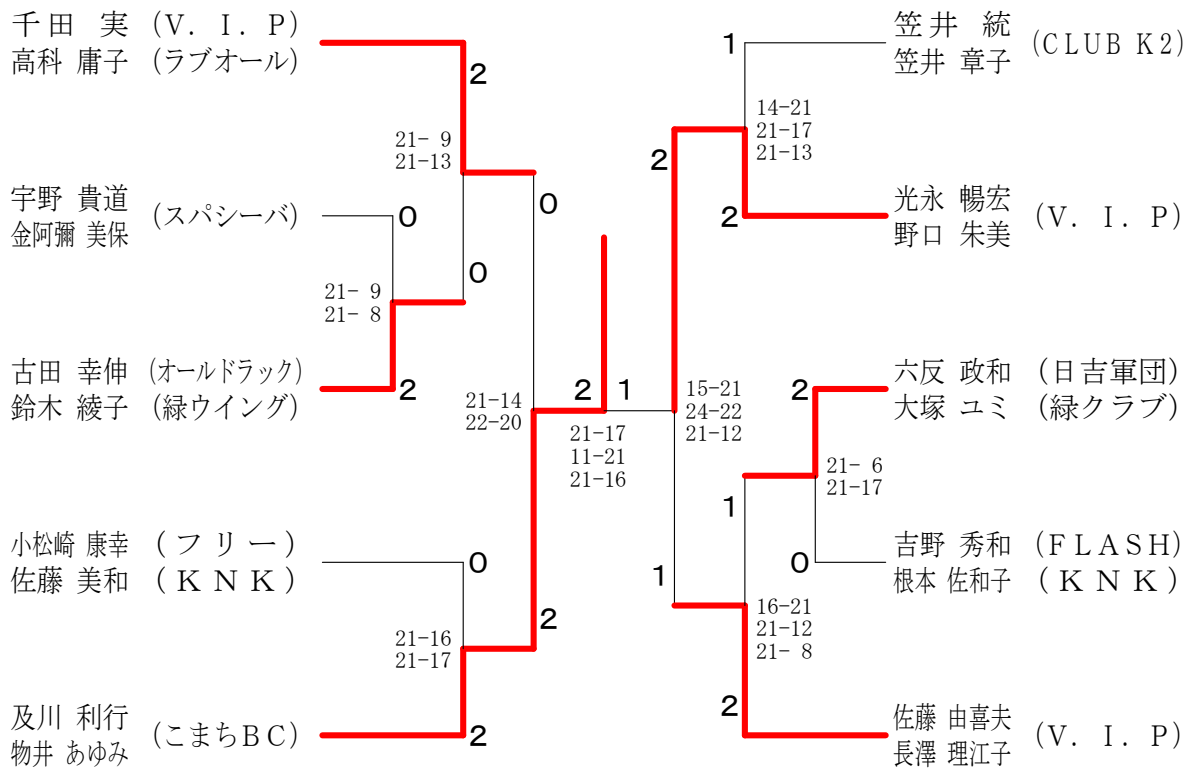 千田 実 (V. I. P)
高科 庸子 (ラブオール)
2
21- 9
21-13
宇野 貴道
金阿彌 美保
(スパシーバ)
0
0
0
21- 9
21- 8
古田 幸伸 (オールドラック)
鈴木 綾子 (緑ウイング)
2
21-14
22-20
小松崎 康幸 (フリー)
佐藤 美和 (KNK)
0
2
21-16
21-17
及川 利行
物井 あゆみ
(こまちBC)
2
2
1
21-17
11-21
21-16
笠井 統
笠井 章子
(CLUB K2)
1
14-21
21-17
21-13
2
光永 暢宏
野口 朱美
(V. I. P)
2
15-21
24-22
21-12
六反 政和 (日吉軍団)
大塚 ユミ (緑クラブ)
2
21- 6
21-17
1
吉野 秀和 (FLASH)
根本 佐和子 (KNK)
0
1
16-21
21-12
21- 8
2
佐藤 由喜夫
長澤 理江子
(V. I. P)